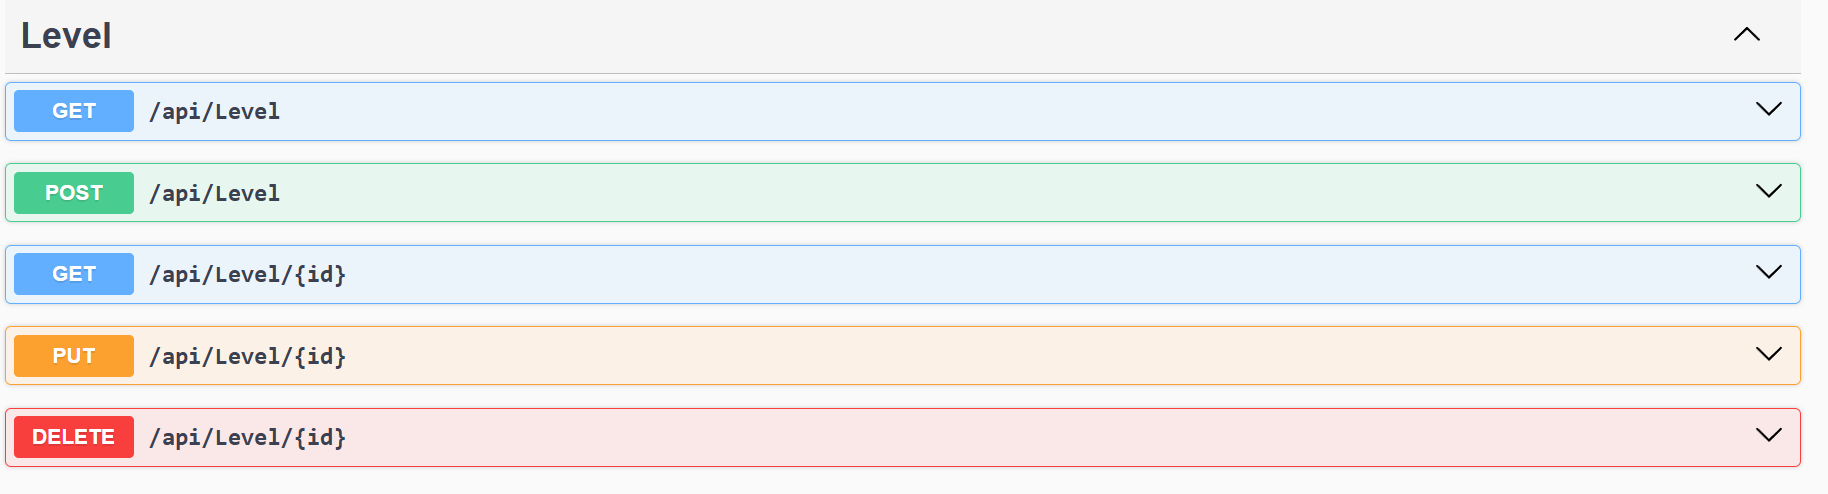 Level
GET /api/Level
POST /api/Level
GET /api/Level/{id}
PUT /api/Level/{id}
DELETE /api/Level/{id}